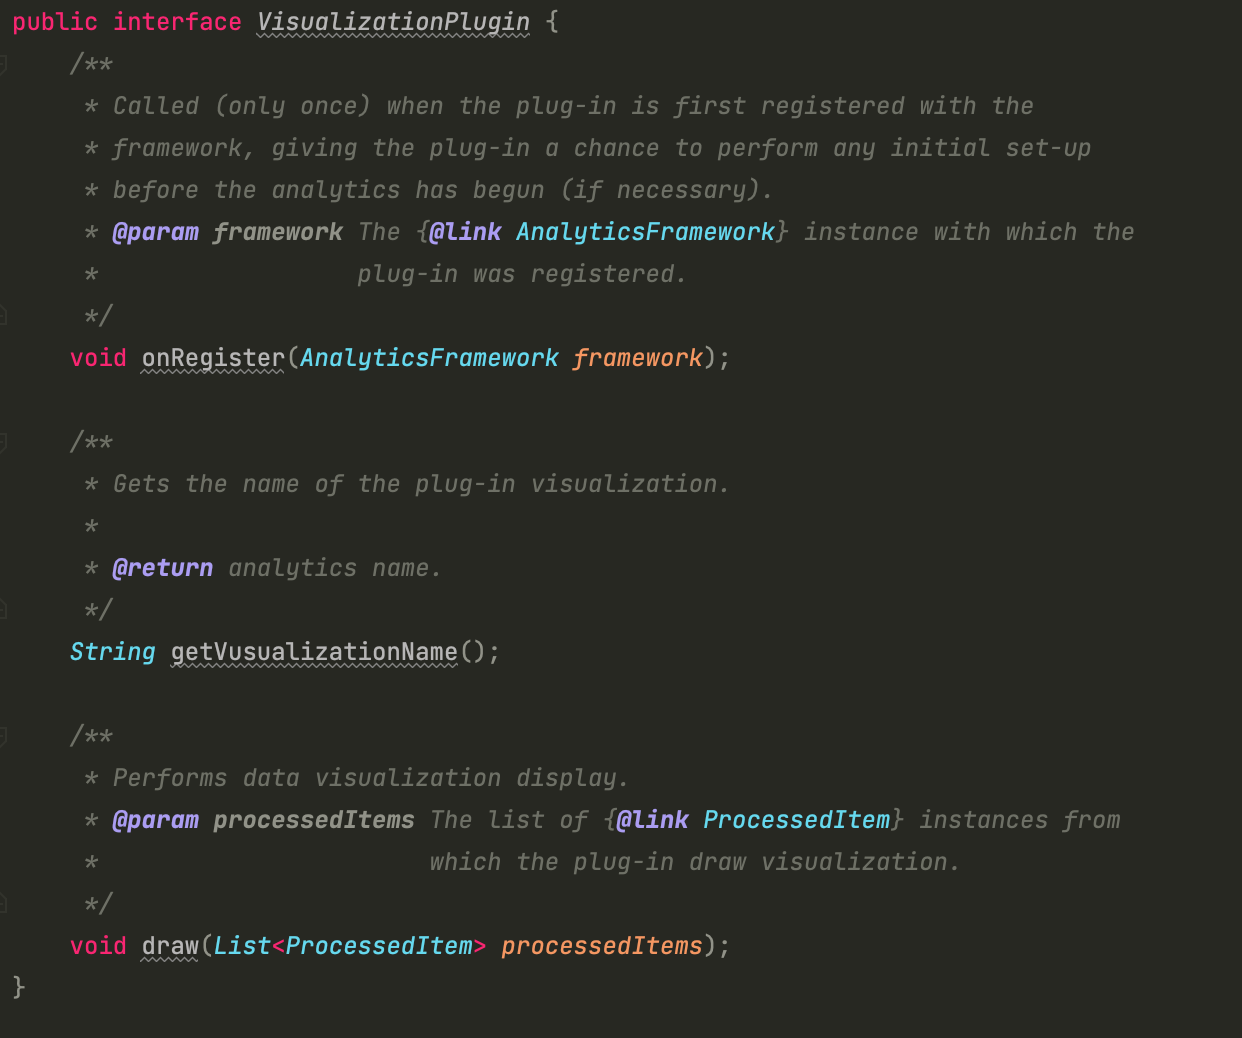 public interface VisualizationPlugin {
    /**
     * Called (only once) when the plug-in is first registered with the
     * framework, giving the plug-in a chance to perform any initial set-up
     * before the analytics has begun (if necessary).
     * @param framework The {@link AnalyticsFramework} instance with which the
     *                  plug-in was registered.
     */
    void onRegister(AnalyticsFramework framework);

    /**
     * Gets the name of the plug-in visualization.
     *
     * @return analytics name.
     */
    String getVusualizationName();

    /**
     * Performs data visualization display.
     * @param processedItems The list of {@link ProcessedItem} instances from
     *                       which the plug-in draw visualization.
     */
    void draw(List<ProcessedItem> processedItems);
}